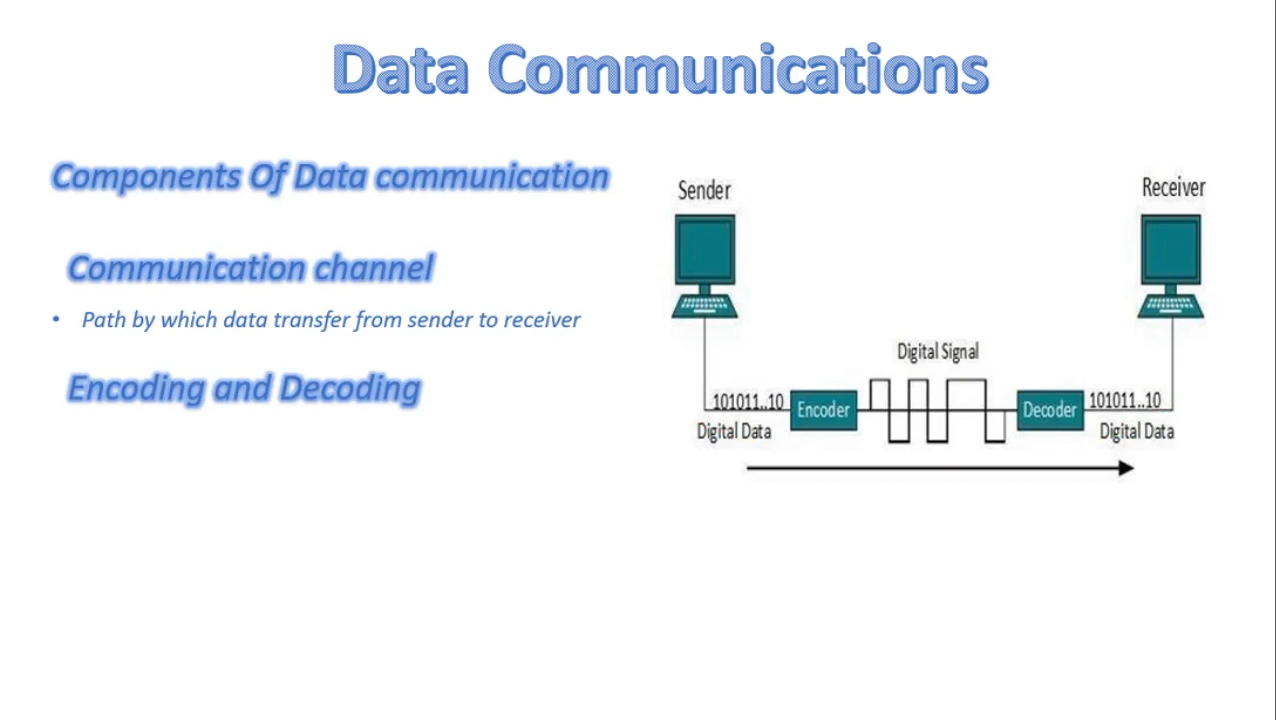 Data Communications
Components Of Data communication
Communication channel
• Path by which data transfer from sender to receiver
Encoding and Decoding
Sender
Receiver
Digital Signal
101011..10
Encoder
Decoder
101011..10
Digital Data
Digital Data